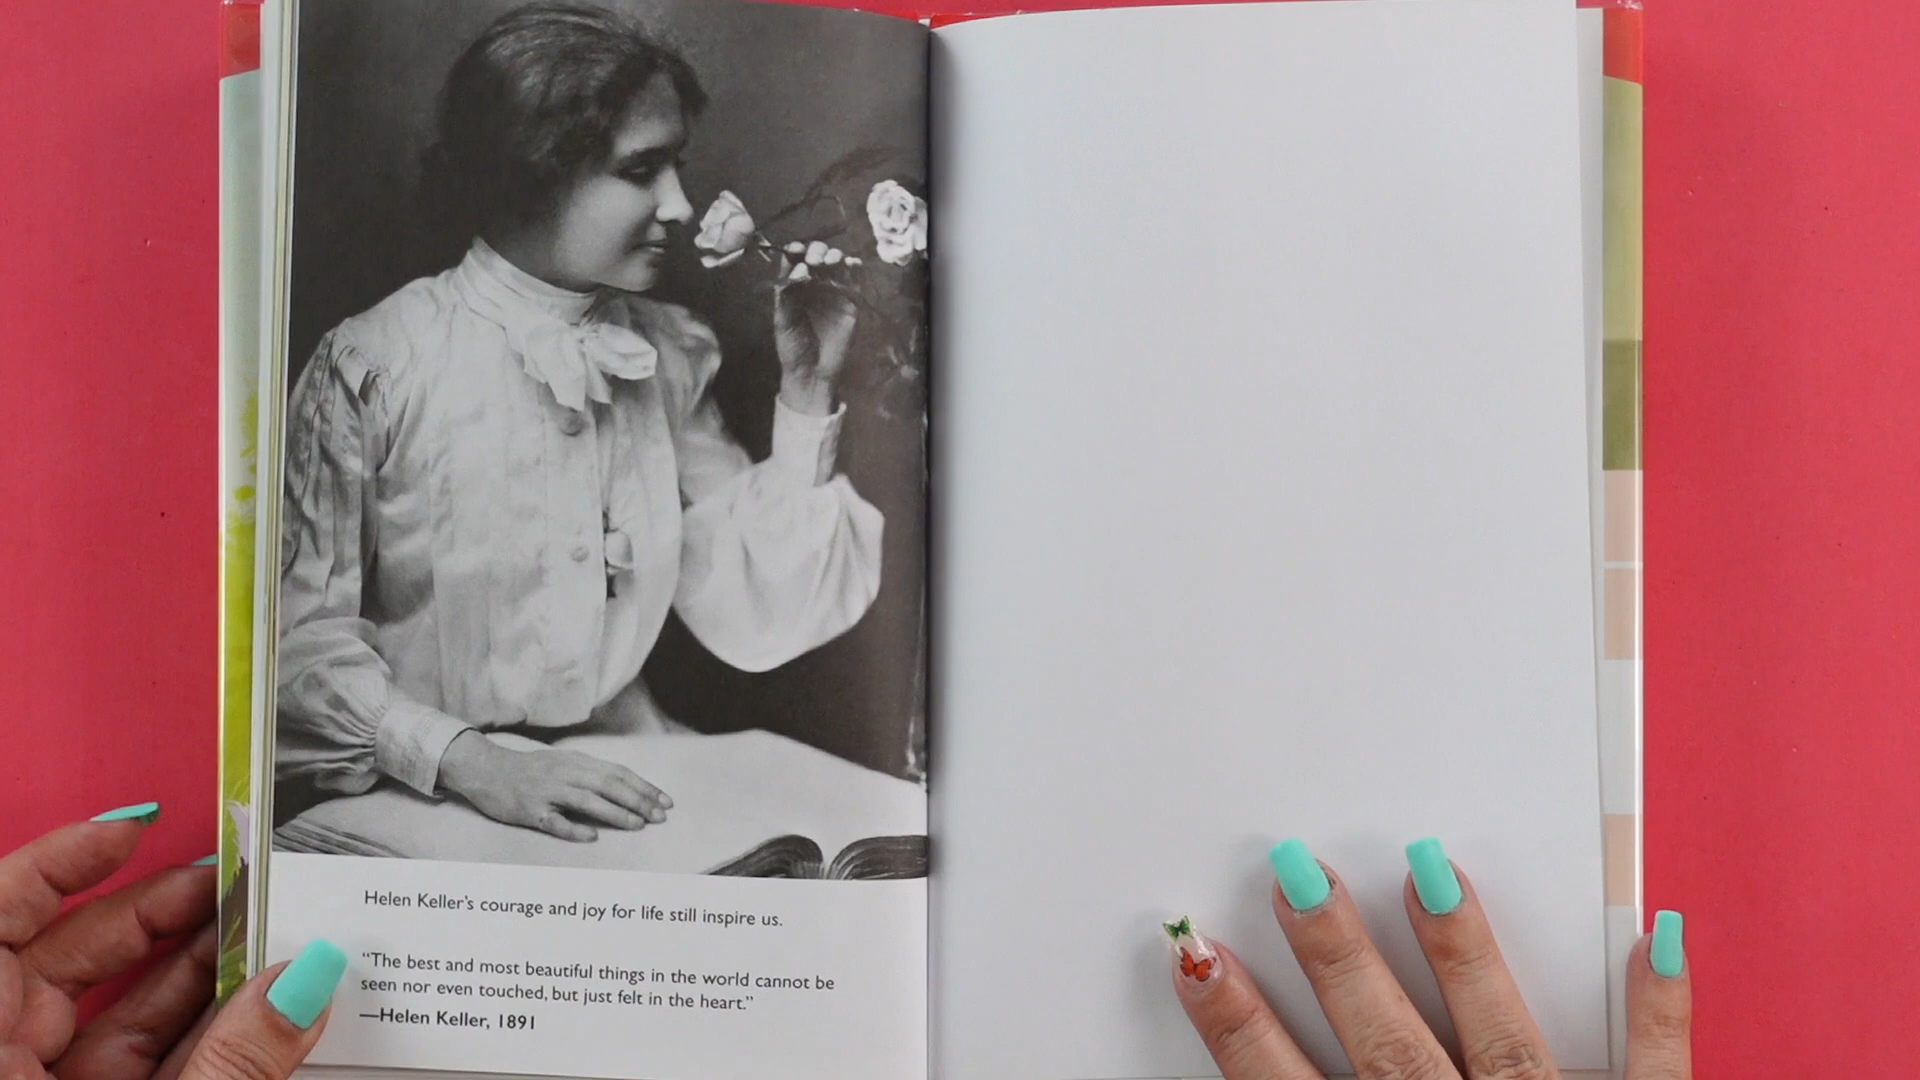 Helen Keller's courage and joy for life still inspire us.
“The best and most beautiful things in the world cannot be
seen nor even touched, but just felt in the heart.”
—Helen Keller, 1891